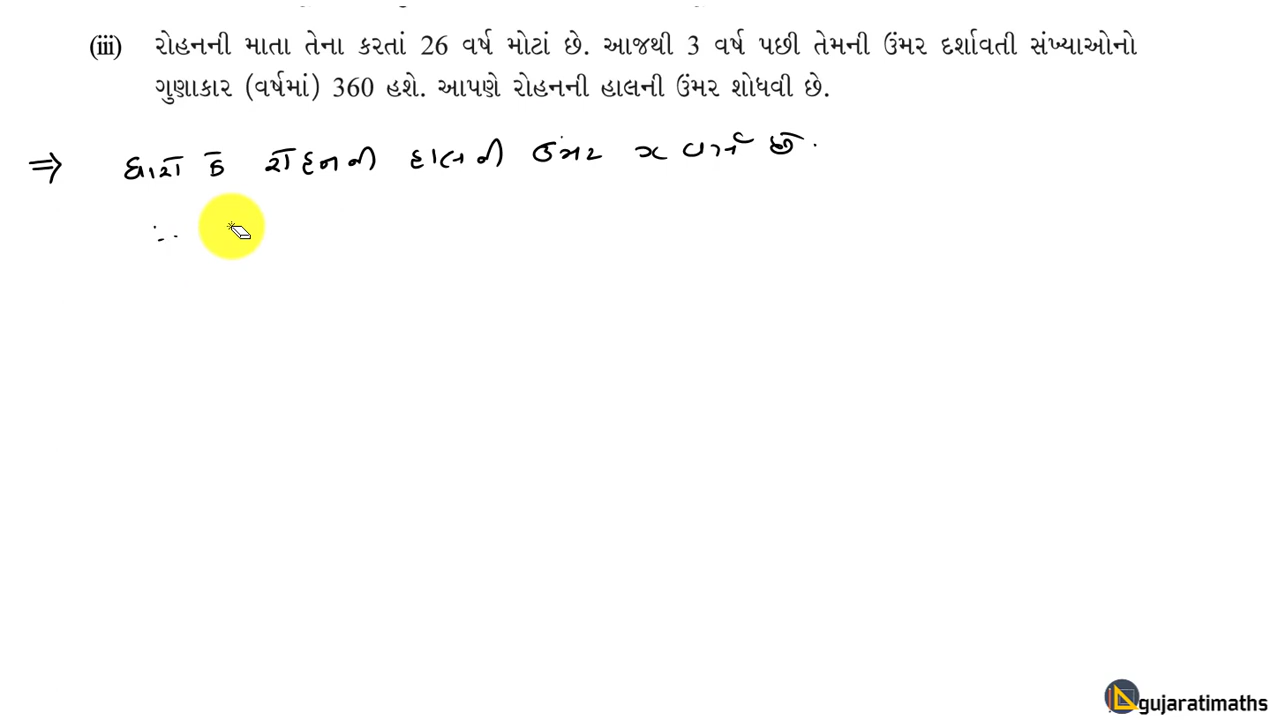 (iii) રોહનની માતા તેના કરતાં 26 વર્ષ મોટાં છે. આજથી 3 વર્ષ પછી તેમની ઉંમર દર્શાવતી સંખ્યાઓનો
ગુણાકાર (વર્ષમાં) 360 હશે. આપણે રોહનની હાલની ઉંમર શોધવી છે.
⇒ ધારો કે રોહનની હાલની ઉંમર x વર્ષ છે.
∴
gujaratimaths